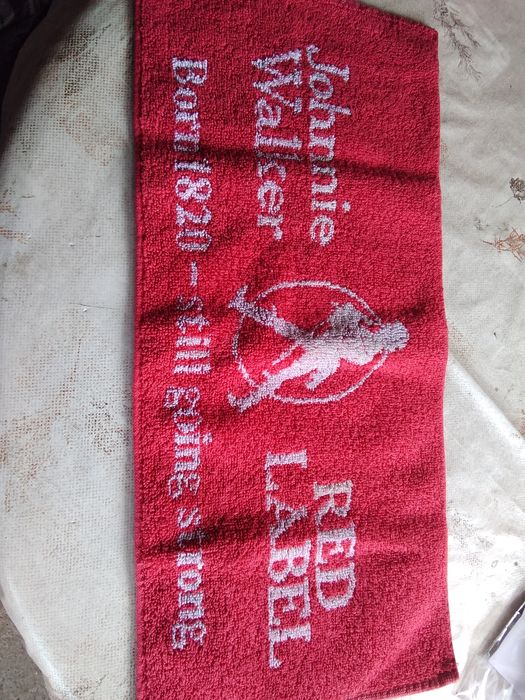 Johnnie
Walker
RED
LABEL
Born 1820 - still going strong